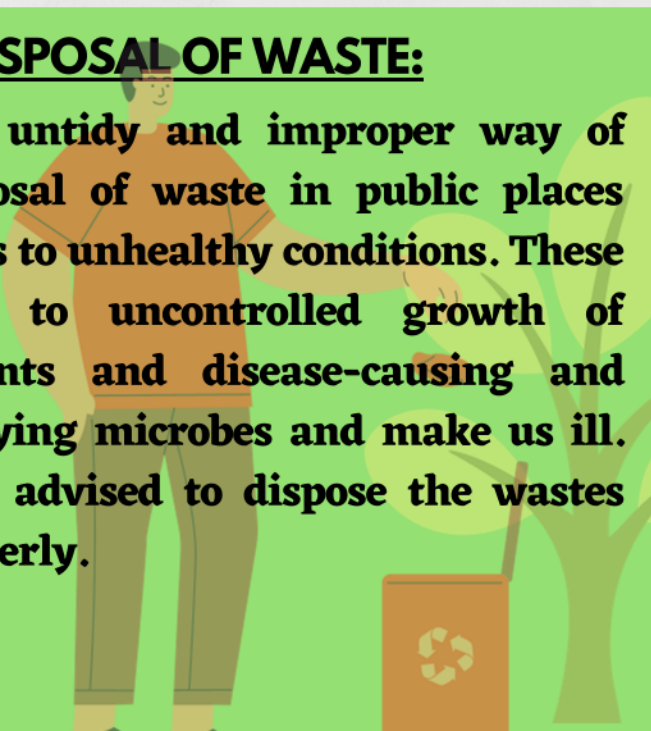 SPOSAL OF WASTE:
untidy and improper way of
osal of waste in public places
s to unhealthy conditions. These
to uncontrolled growth of
nts and disease-causing and
ying microbes and make us ill.
advised to dispose the wastes
erly.